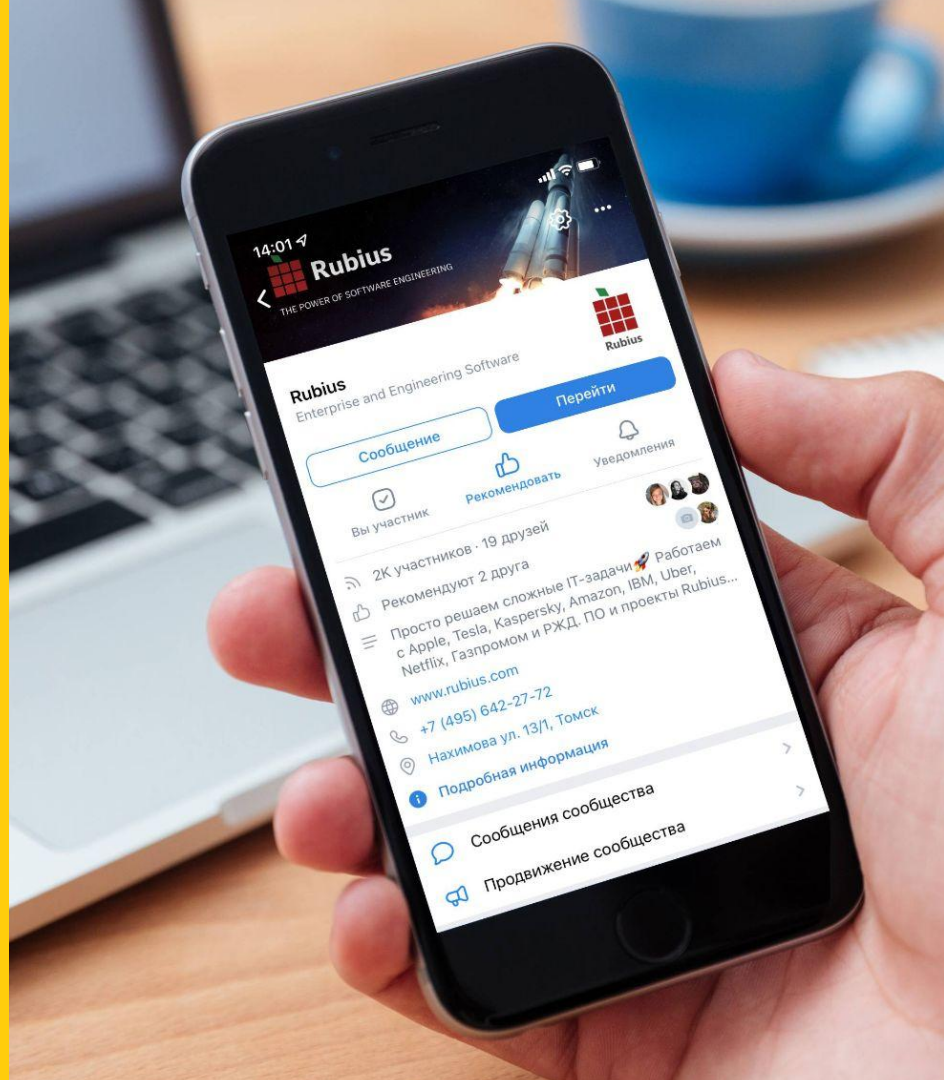 14:01
Rubius
THE POWER OF SOFTWARE ENGINEERING
Rubius
Rubius
Enterprise and Engineering Software
Сообщение
Перейти
Вы участник
Рекомендовать
Уведомления
2K участников · 19 друзей
Рекомендуют 2 друга
Просто решаем сложные IT-задачи🚀 Работаем
с Apple, Tesla, Kaspersky, Amazon, IBM, Uber,
Netflix, Газпромом и РЖД. ПО и проекты Rubius...
www.rubius.com
+7 (495) 642-27-72
Нахимова ул. 13/1, Томск
Подробная информация
Сообщения сообщества
Продвижение сообщества